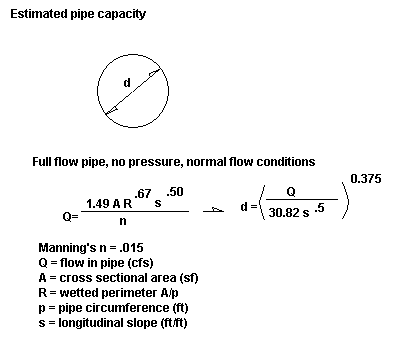 Estimated pipe capacity
d
Full flow pipe, no pressure, normal flow conditions
Q= 1.49 A R .67 s .50 / n
d = ( Q / 30.82 s .5 ) 0.375
Manning's n = .015
Q = flow in pipe (cfs)
A = cross sectional area (sf)
R = wetted perimeter A/p
p = pipe circumference (ft)
s = longitudinal slope (ft/ft)